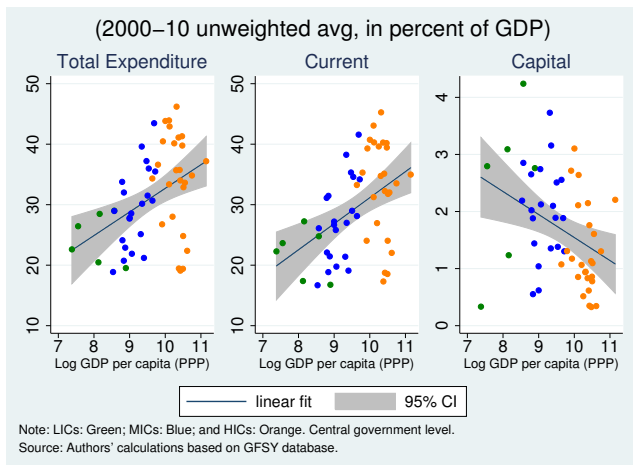 (2000−10 unweighted avg, in percent of GDP)
Total Expenditure
Current
Capital
50
40
30
20
10
7 8 9 10 11
Log GDP per capita (PPP)
50
40
30
20
10
7 8 9 10 11
Log GDP per capita (PPP)
4
3
2
1
0
7 8 9 10 11
Log GDP per capita (PPP)
linear fit
95% CI
Note: LICs: Green; MICs: Blue; and HICs: Orange. Central government level.
Source: Authors' calculations based on GFSY database.